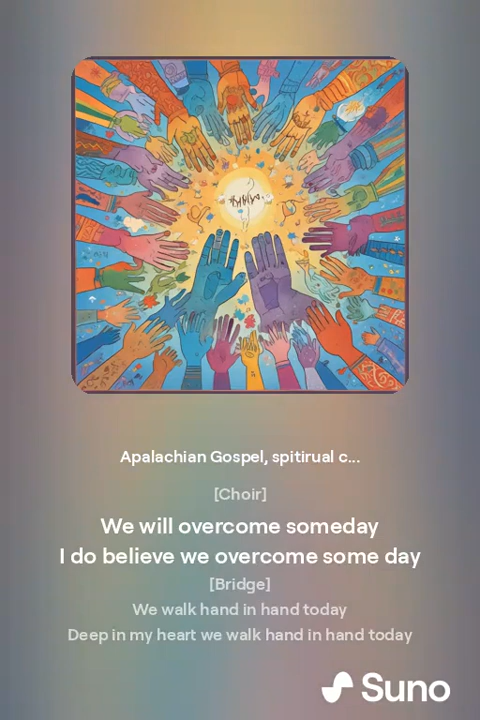 Apalachian Gospel, spitirual c...
[Choir]
We will overcome someday
I do believe we overcome some day
[Bridge]
We walk hand in hand today
Deep in my heart we walk hand in hand today
Suno